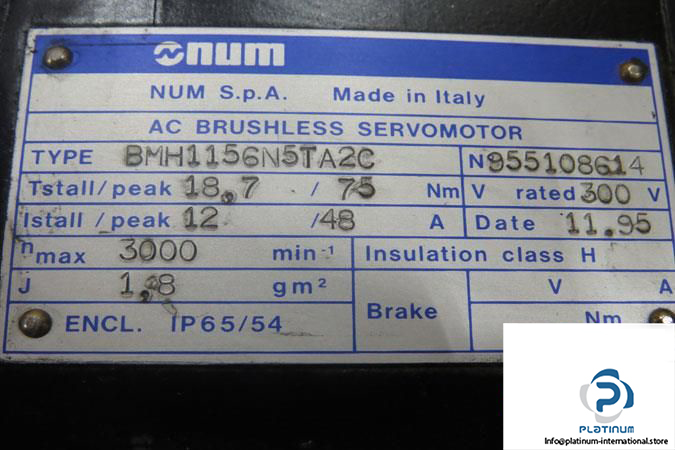 num
NUM S.p.A. Made in Italy
AC BRUSHLESS SERVOMOTOR
TYPE BMH1156N5TA2C N955108614
Tstall/peak 18,7 / 75 Nm V rated 300 V
Istall/peak 12 /48 A Date 11.95
nmax 3000 min-1 Insulation class H
J 1,8 gm²
Brake V A
Nm
ENCL. IP65/54
PLATINUM
Info@platinum-international.store